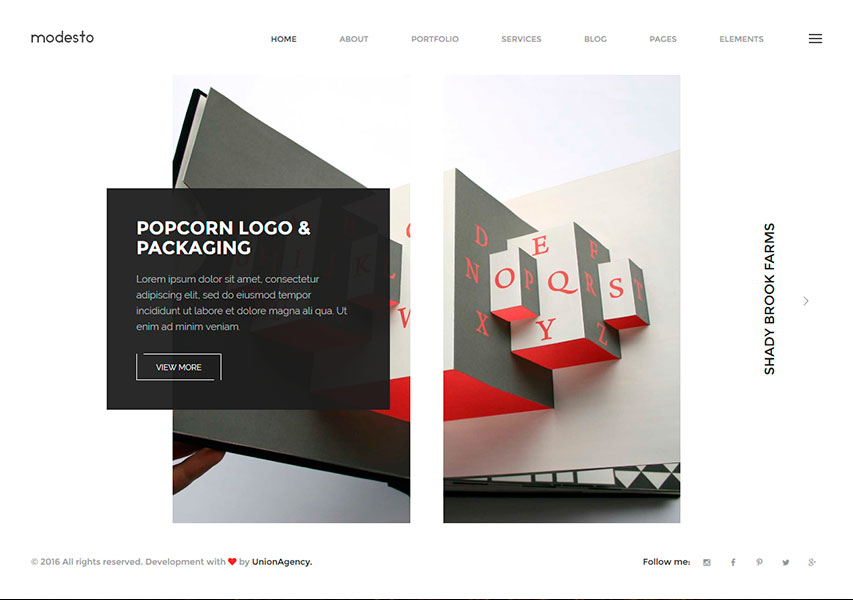 modesto
HOME ABOUT PORTFOLIO SERVICES BLOG PAGES ELEMENTS
POPCORN LOGO &
PACKAGING
Lorem ipsum dolor sit amet, consectetur
adipiscing elit, sed do eiusmod tempor
incididunt ut labore et dolore magna ali qua. Ut
enim ad minim veniam.
VIEW MORE
D E F
N O P Q R S T
X Y Z
SHADY BROOK FARMS
© 2016 All rights reserved. Development with ❤ by UnionAgency.
Follow me: